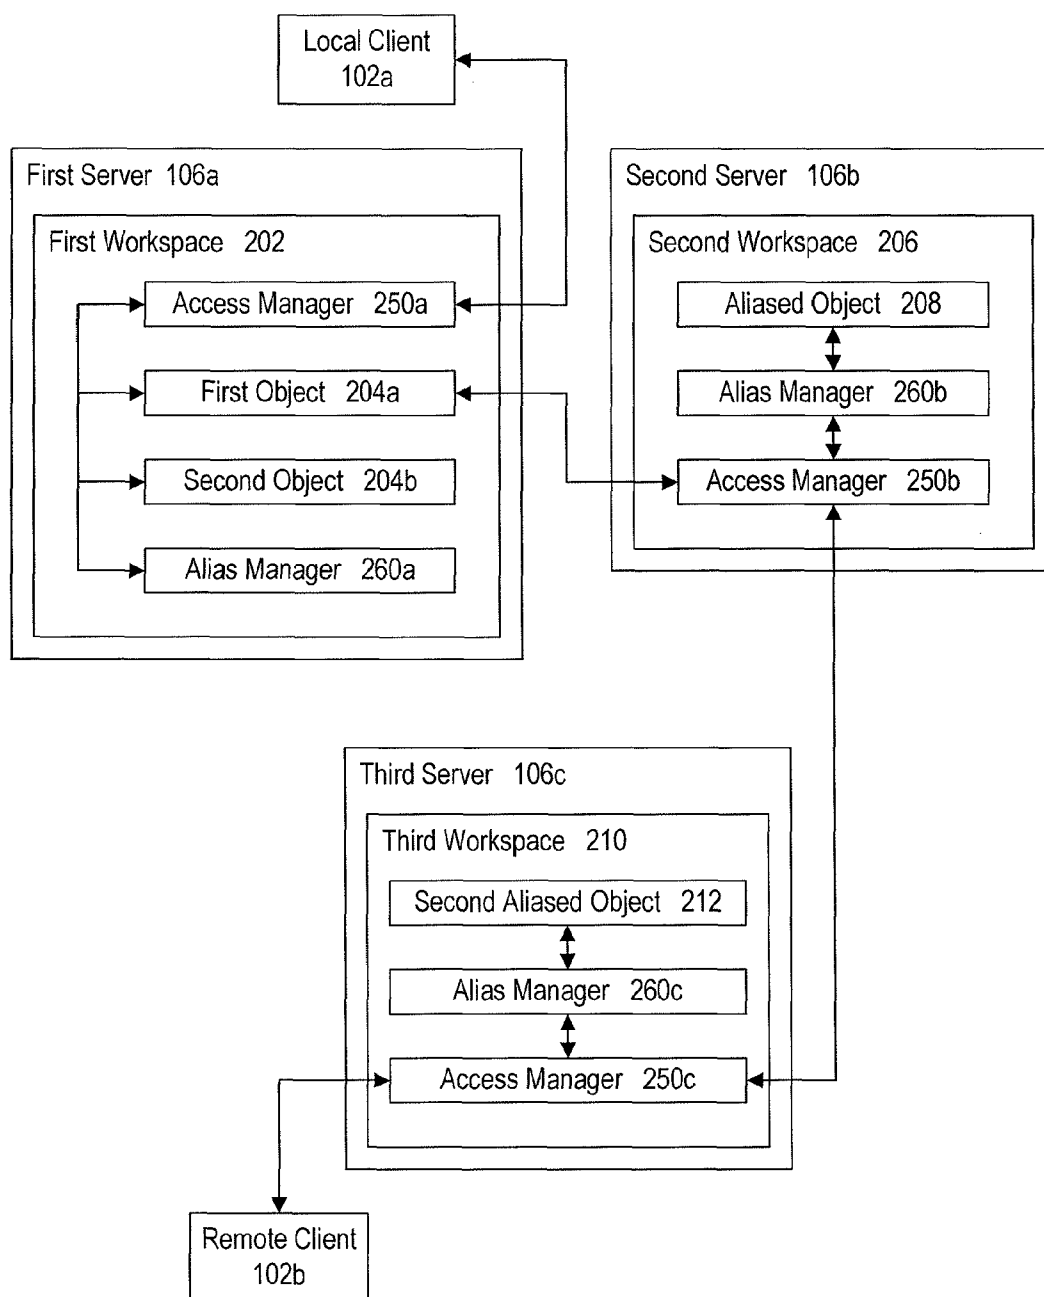 Local Client
102a
First Server 106a
First Workspace 202
Access Manager 250a
First Object 204a
Second Object 204b
Alias Manager 260a
Second Server 106b
Second Workspace 206
Aliased Object 208
Alias Manager 260b
Access Manager 250b
Third Server 106c
Third Workspace 210
Second Aliased Object 212
Alias Manager 260c
Access Manager 250c
Remote Client
102b